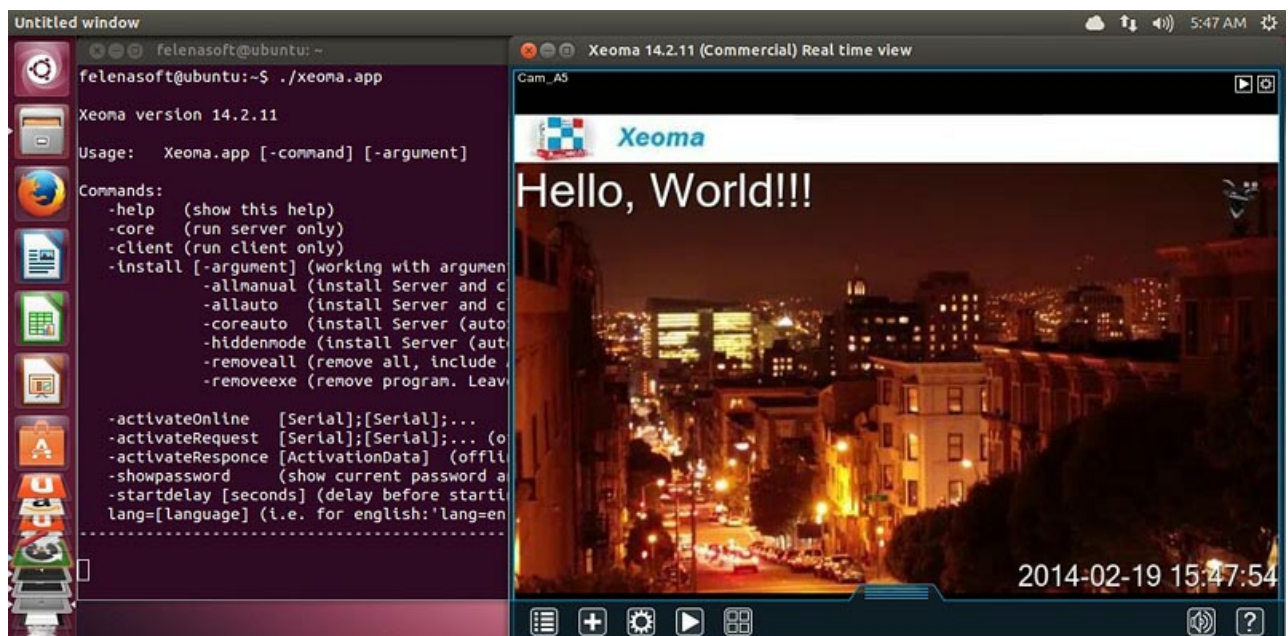 Untitled window
5:47 AM
felenasoft@ubuntu: ~
felenasoft@ubuntu:~$ ./xeoma.app
Xeoma version 14.2.11
Usage: Xeoma.app [-command] [-argument]
Commands:
-help (show this help)
-core (run server only)
-client (run client only)
-install [-argument] (working with argumen
-allmanual (install Server and c
-allauto (install Server and c
-coreauto (install Server (auto
-hiddenmode (install Server (aut
-removeall (remove all, include
-removeexe (remove program. Leav
-activateOnline [Serial];[Serial];...
-activateRequest [Serial];[Serial];... (o
-activateResponce [ActivationData] (offli
-showpassword (show current password a
-startdelay [seconds] (delay before starti
lang=[language] (i.e. for english:'lang=en
--------------------------------------------
Xeoma 14.2.11 (Commercial) Real time view
Cam_A5
Xeoma
Hello, World!!!
2014-02-19 15:47:54